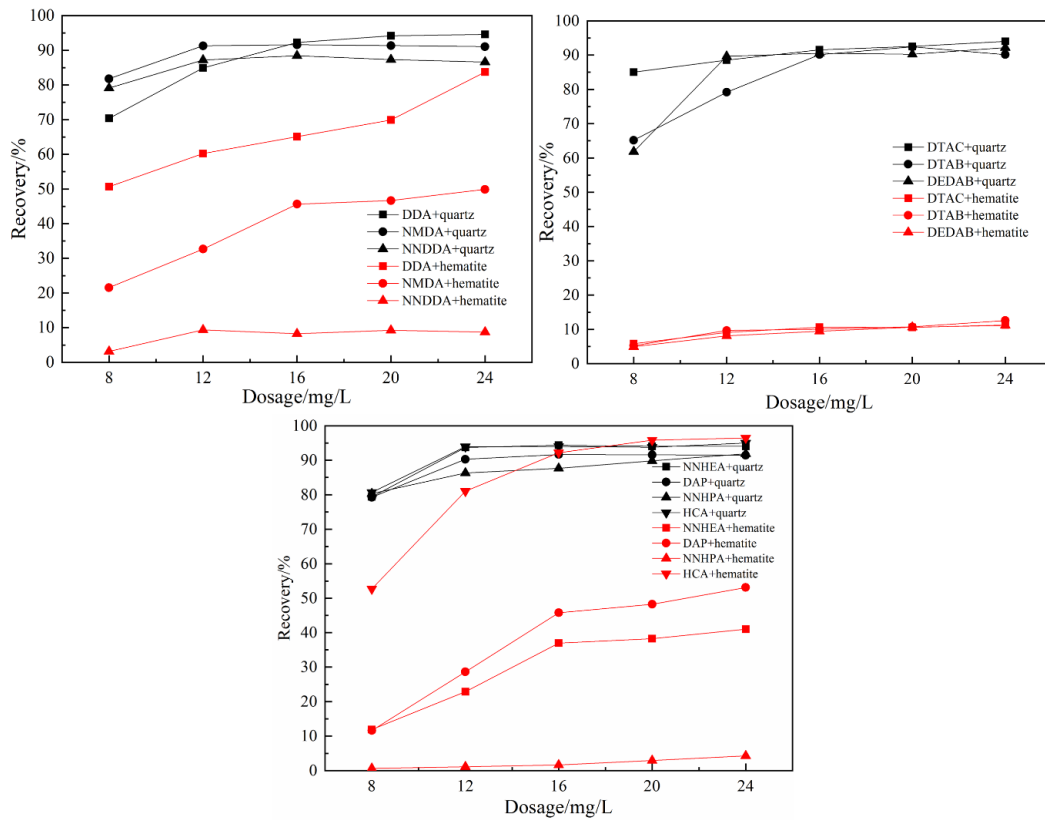 100
90
80
70
60
50
40
30
20
10
0
Recovery/%
DDA+quartz
NMDA+quartz
NNDDA+quartz
DDA+hematite
NMDA+hematite
NNDDA+hematite
8 12 16 20 24
Dosage/mg/L
100
90
80
70
60
50
40
30
20
10
0
Recovery/%
DTAC+quartz
DTAB+quartz
DEDAB+quartz
DTAC+hematite
DTAB+hematite
DEDAB+hematite
8 12 16 20 24
Dosage/mg/L
100
90
80
70
60
50
40
30
20
10
0
Recovery/%
NNHEA+quartz
DAP+quartz
NNHPA+quartz
HCA+quartz
NNHEA+hematite
DAP+hematite
NNHPA+hematite
HCA+hematite
8 12 16 20 24
Dosage/mg/L